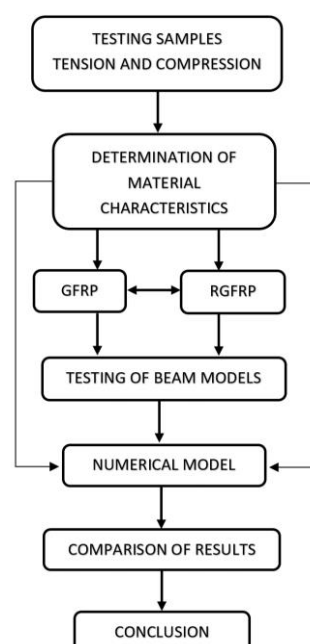 TESTING SAMPLES
TENSION AND COMPRESSION
DETERMINATION OF
MATERIAL
CHARACTERISTICS
GFRP
RGFRP
TESTING OF BEAM MODELS
NUMERICAL MODEL
COMPARISON OF RESULTS
CONCLUSION